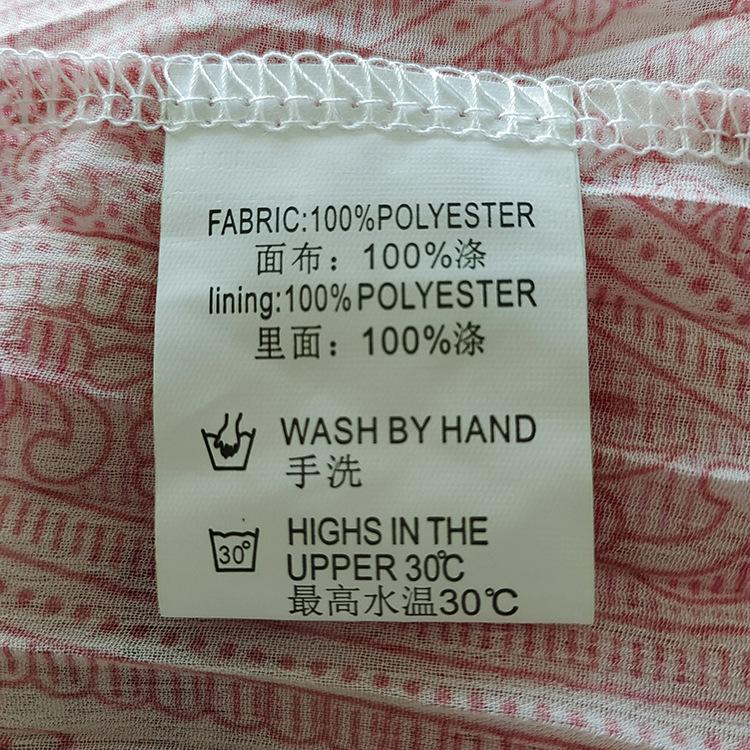 FABRIC:100%POLYESTER
面布：100%涤
lining:100%POLYESTER
里面：100%涤
WASH BY HAND
手洗
30°
HIGHS IN THE
UPPER 30℃
最高水温30℃